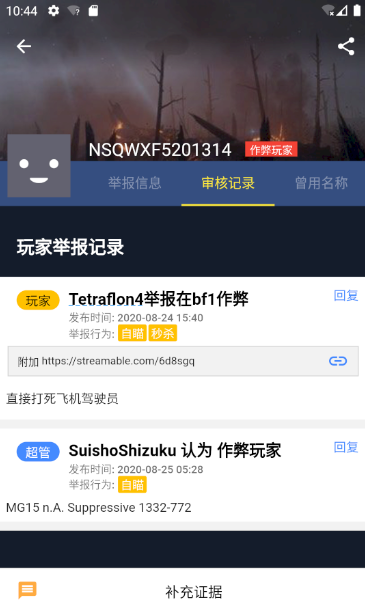 10:44
NSQWXF5201314 作弊玩家
举报信息 审核记录 曾用名称
玩家举报记录
玩家 Tetraflon4举报在bf1作弊 回复
发布时间: 2020-08-24 15:40
举报行为: 自瞄 秒杀
附加 https://streamable.com/6d8sgq
直接打死飞机驾驶员
超管 SuishoShizuku 认为 作弊玩家 回复
发布时间: 2020-08-25 05:28
举报行为: 自瞄
MG15 n.A. Suppressive 1332-772
补充证据